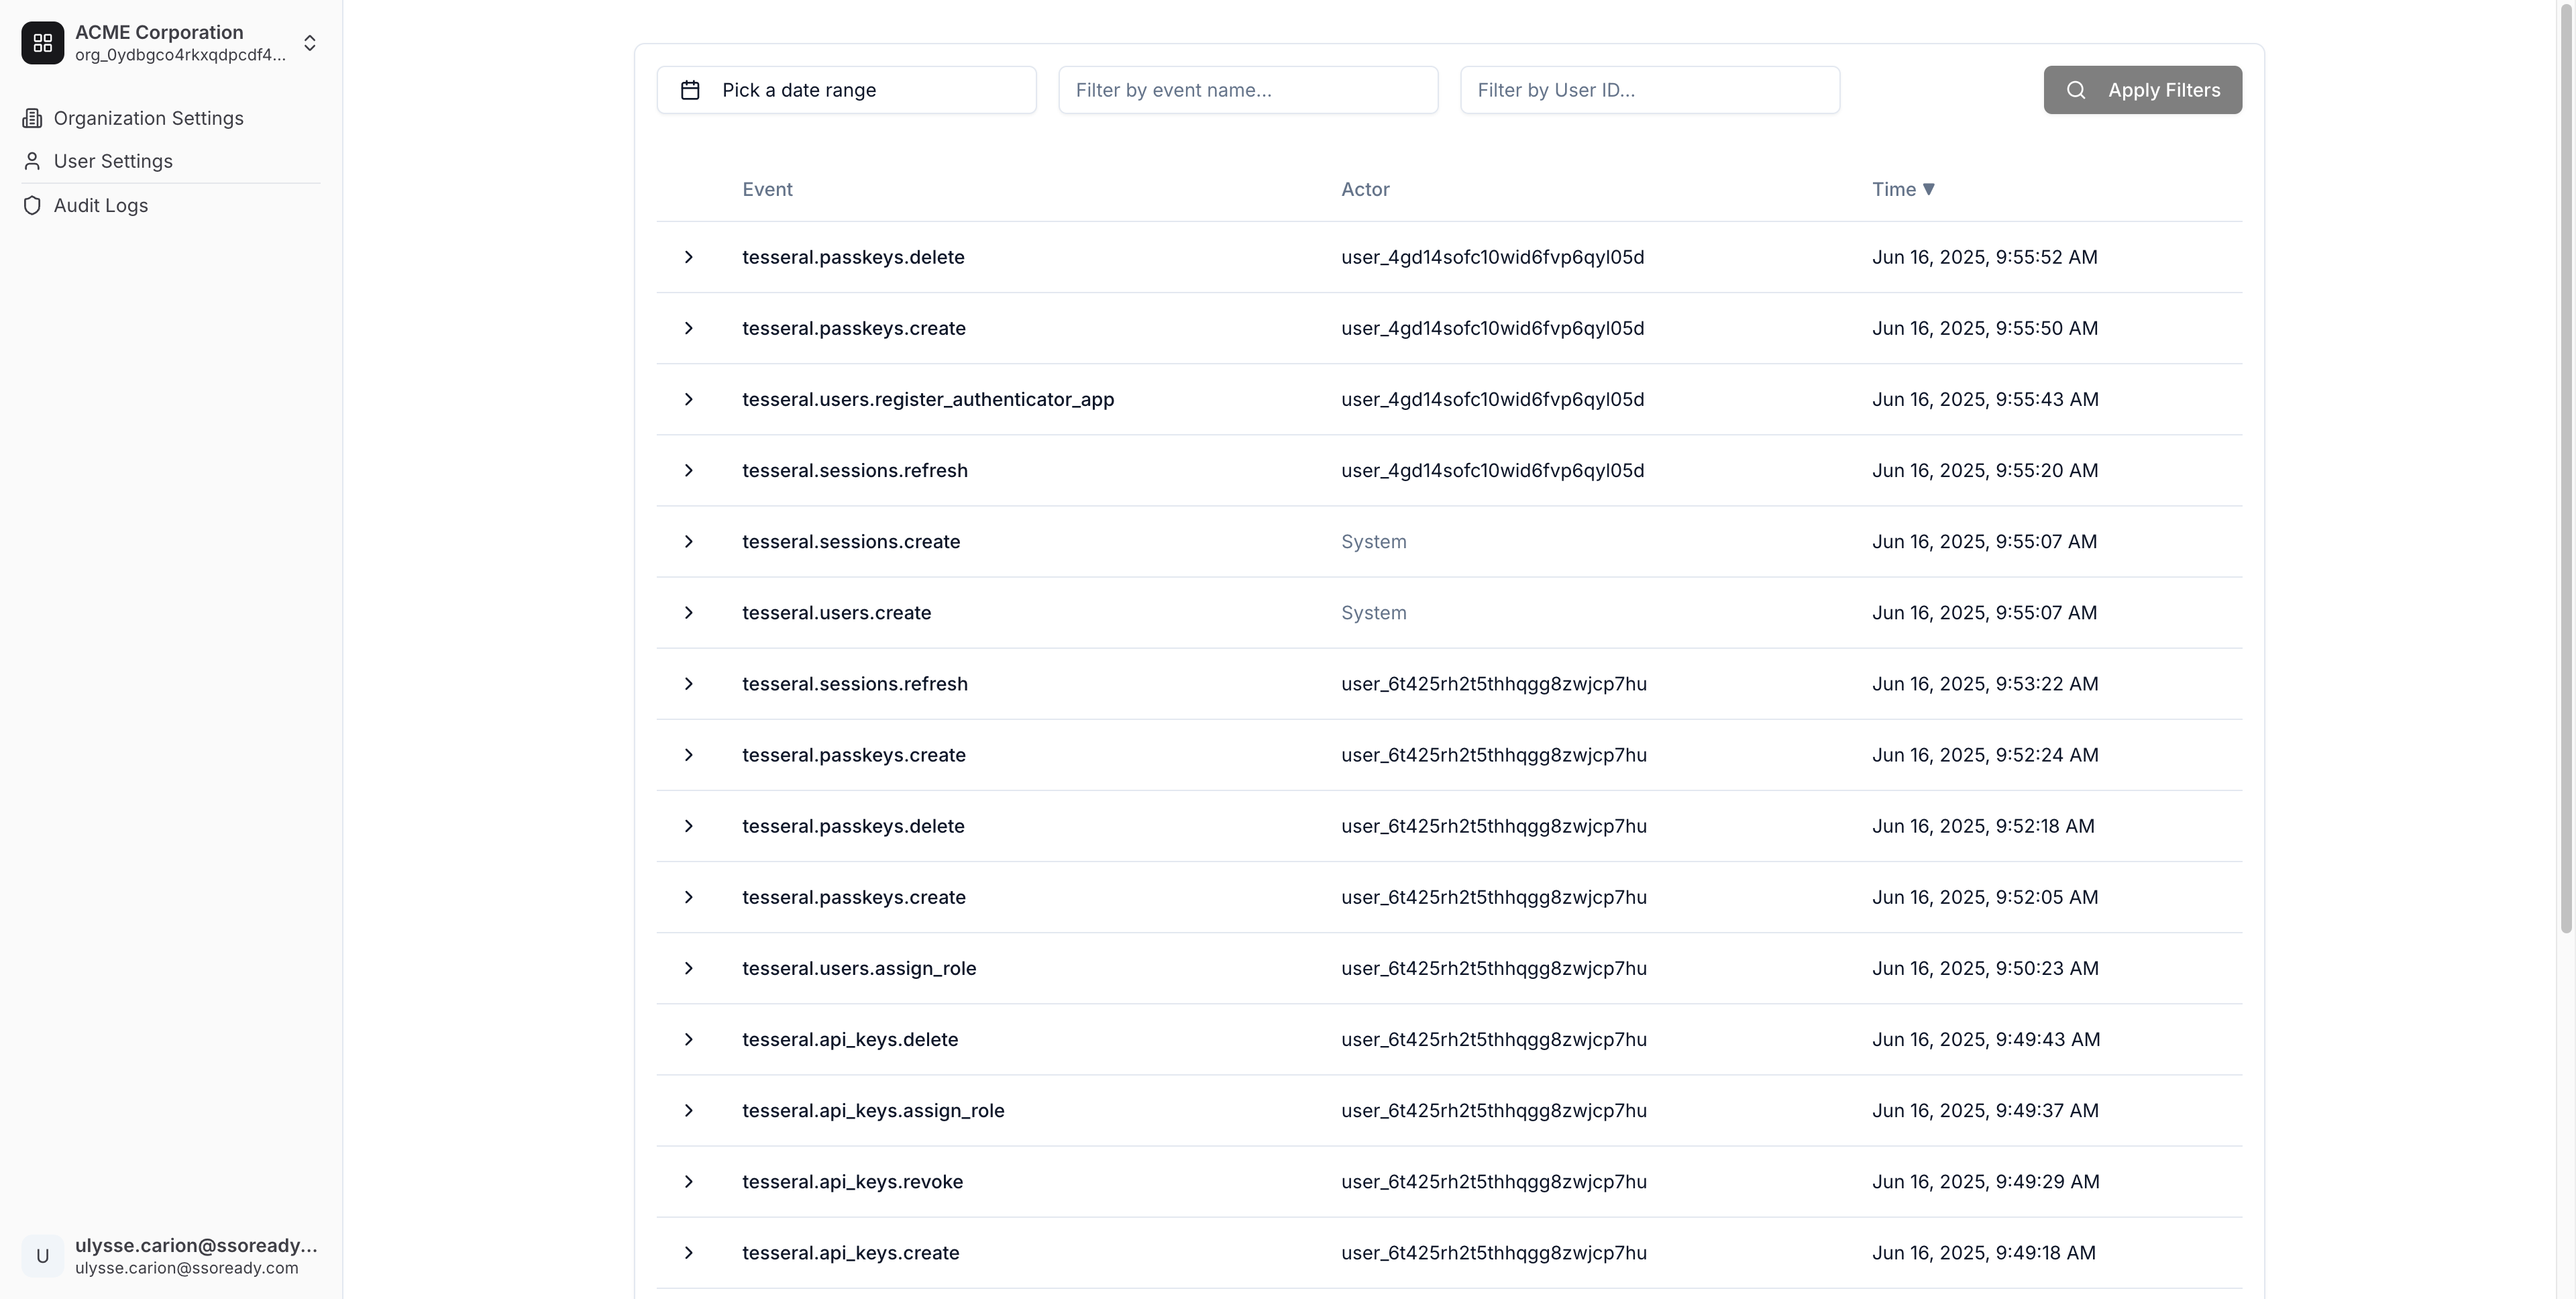 ACME Corporation
org_0ydbgco4rkxqdpcdf4...
Organization Settings
User Settings
Audit Logs
ulysse.carion@ssoready...
U
ulysse.carion@ssoready.com
Pick a date range Filter by event name... Filter by User ID... Apply Filters
Event Actor Time ▼
tesseral.passkeys.delete user_4gd14sofc10wid6fvp6qyl05d Jun 16, 2025, 9:55:52 AM
tesseral.passkeys.create user_4gd14sofc10wid6fvp6qyl05d Jun 16, 2025, 9:55:50 AM
tesseral.users.register_authenticator_app user_4gd14sofc10wid6fvp6qyl05d Jun 16, 2025, 9:55:43 AM
tesseral.sessions.refresh user_4gd14sofc10wid6fvp6qyl05d Jun 16, 2025, 9:55:20 AM
tesseral.sessions.create System Jun 16, 2025, 9:55:07 AM
tesseral.users.create System Jun 16, 2025, 9:55:07 AM
tesseral.sessions.refresh user_6t425rh2t5thhqgg8zwjcp7hu Jun 16, 2025, 9:53:22 AM
tesseral.passkeys.create user_6t425rh2t5thhqgg8zwjcp7hu Jun 16, 2025, 9:52:24 AM
tesseral.passkeys.delete user_6t425rh2t5thhqgg8zwjcp7hu Jun 16, 2025, 9:52:18 AM
tesseral.passkeys.create user_6t425rh2t5thhqgg8zwjcp7hu Jun 16, 2025, 9:52:05 AM
tesseral.users.assign_role user_6t425rh2t5thhqgg8zwjcp7hu Jun 16, 2025, 9:50:23 AM
tesseral.api_keys.delete user_6t425rh2t5thhqgg8zwjcp7hu Jun 16, 2025, 9:49:43 AM
tesseral.api_keys.assign_role user_6t425rh2t5thhqgg8zwjcp7hu Jun 16, 2025, 9:49:37 AM
tesseral.api_keys.revoke user_6t425rh2t5thhqgg8zwjcp7hu Jun 16, 2025, 9:49:29 AM
tesseral.api_keys.create user_6t425rh2t5thhqgg8zwjcp7hu Jun 16, 2025, 9:49:18 AM